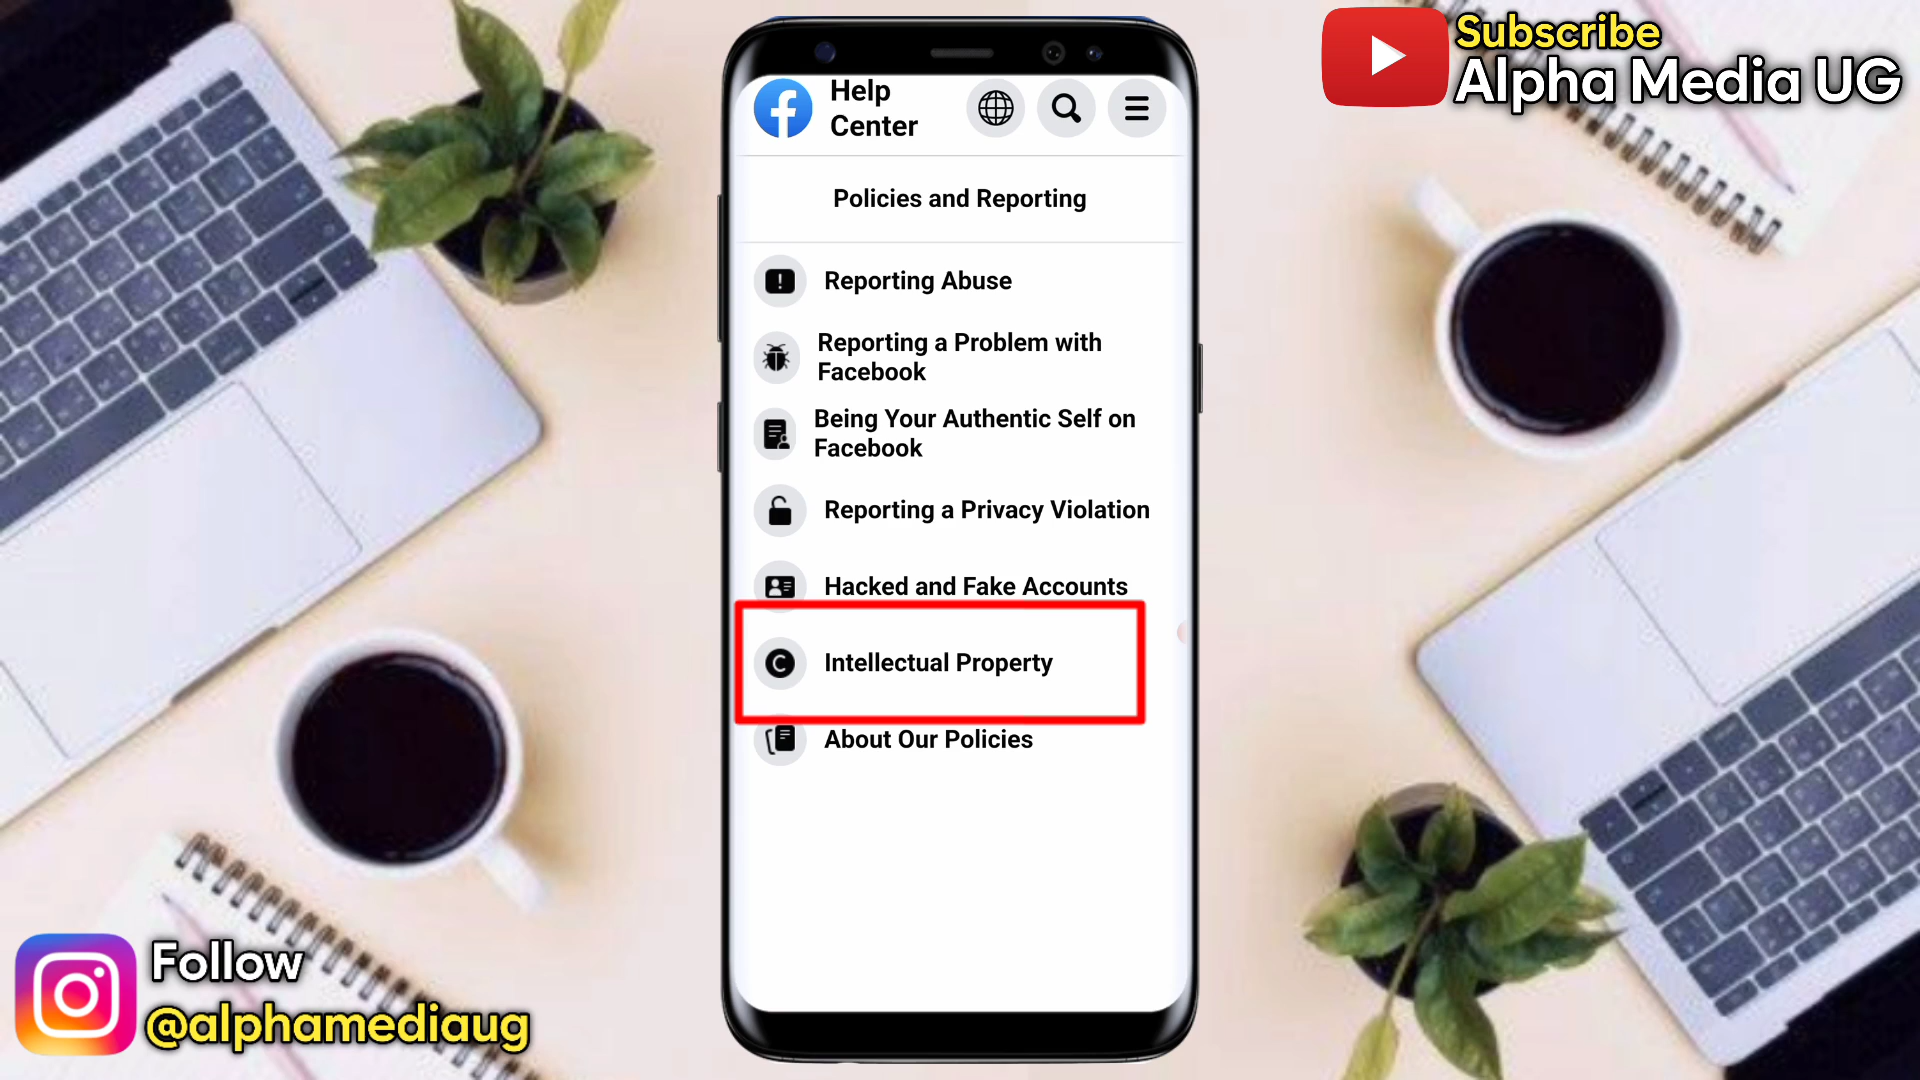 Subscribe
Alpha Media UG
Help
Center
Policies and Reporting
Reporting Abuse
Reporting a Problem with
Facebook
Being Your Authentic Self on
Facebook
Reporting a Privacy Violation
Hacked and Fake Accounts
Intellectual Property
About Our Policies
Follow
@alphamediaug